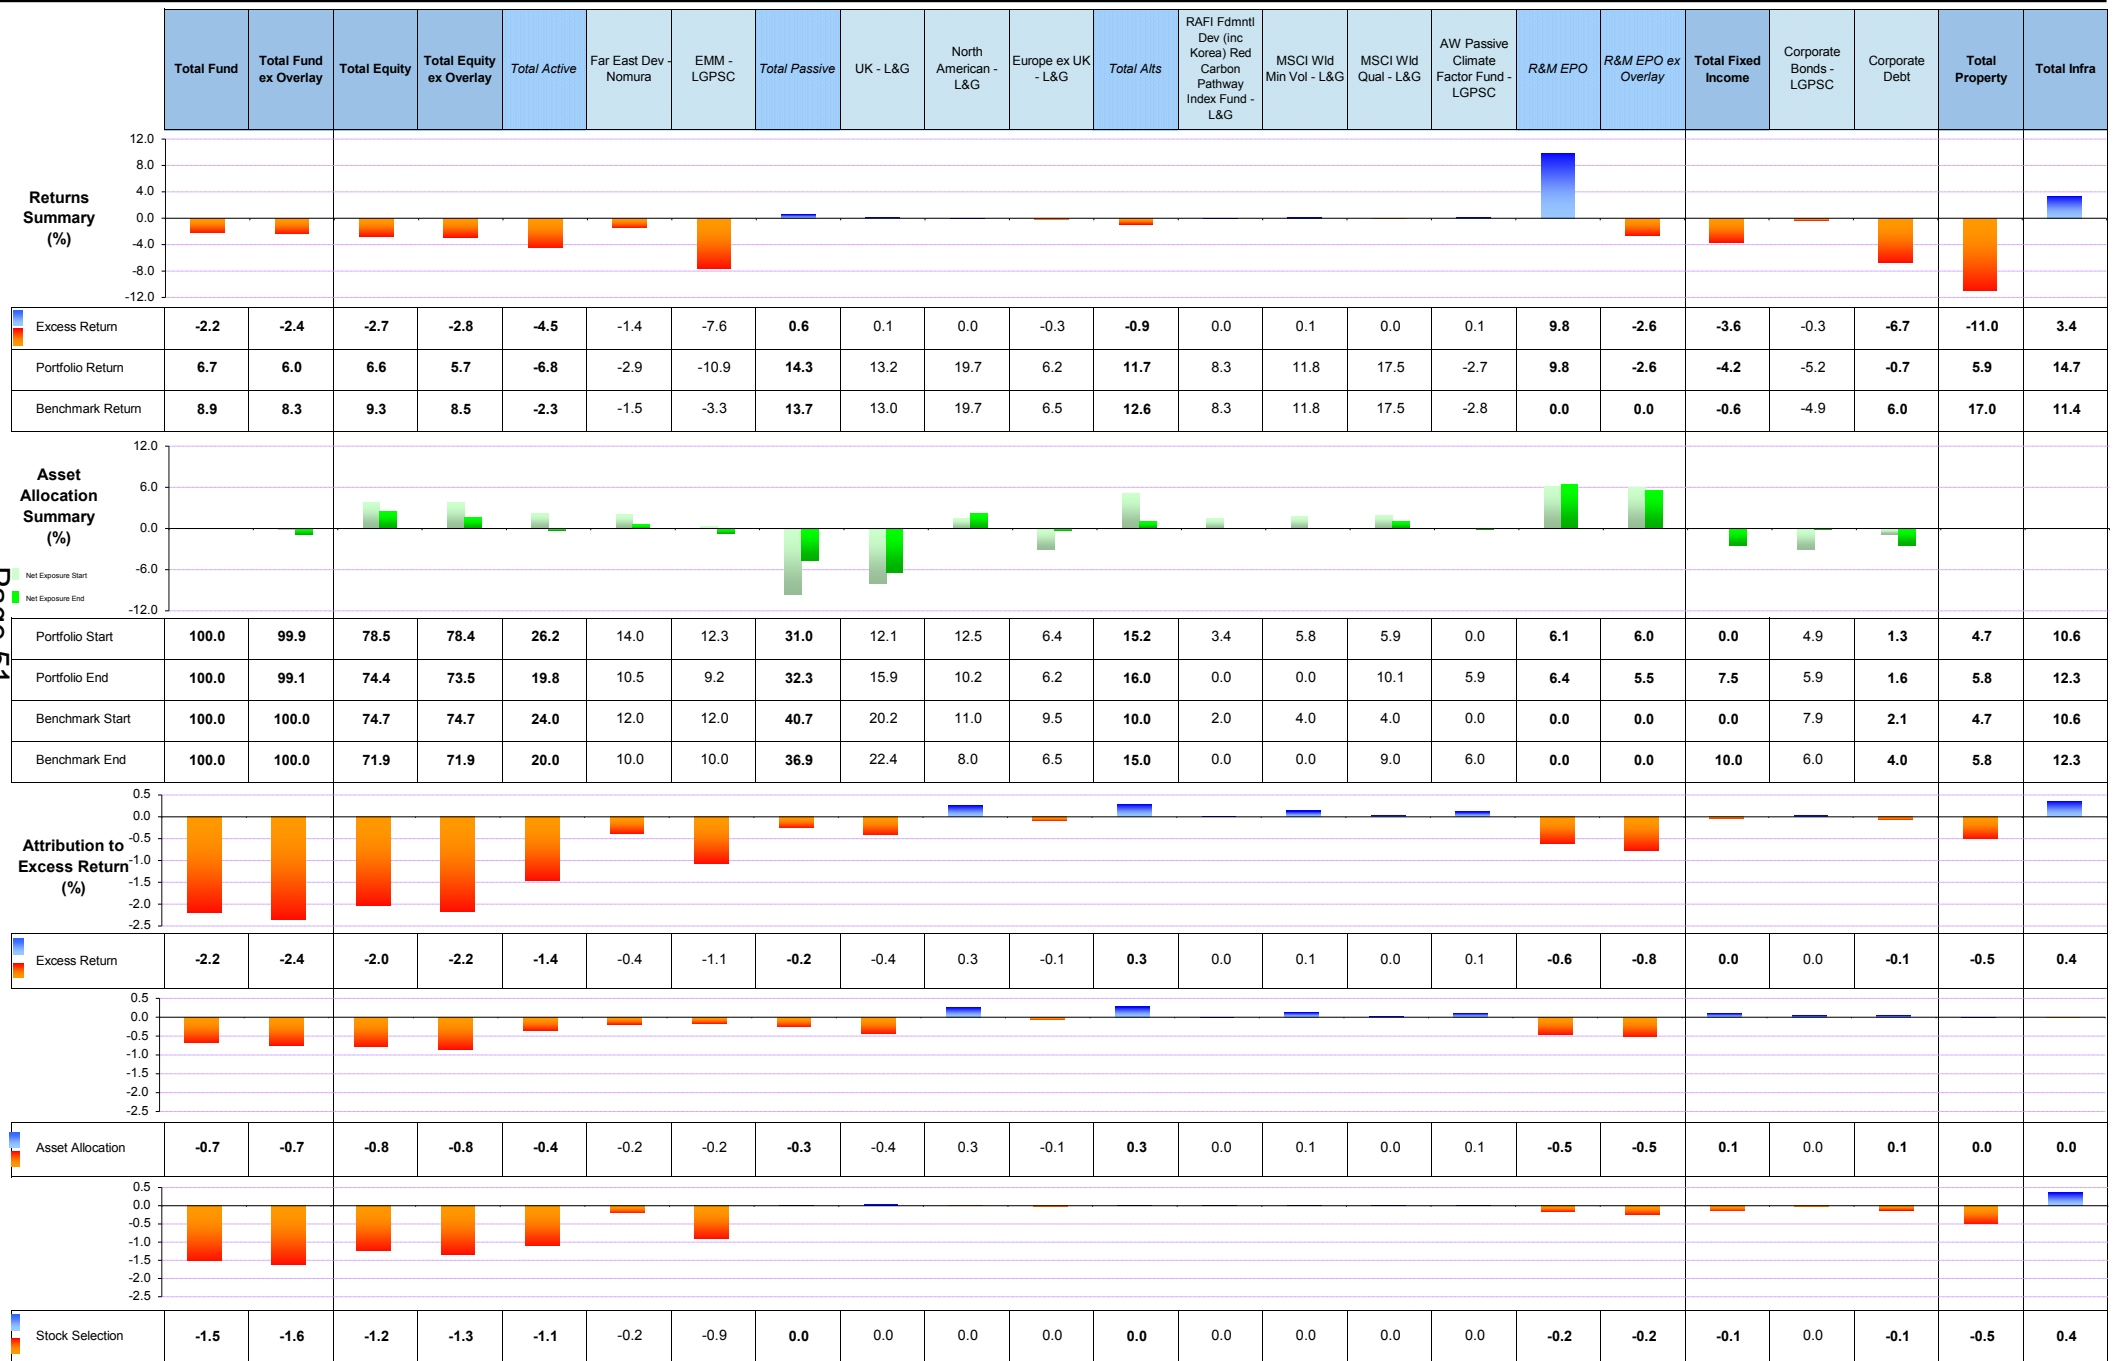 Total Fund	Total Fund ex Overlay	Total Equity	Total Equity ex Overlay	Total Active	Far East Dev - Nomura	EMM - LGPSC	Total Passive	UK - L&G	North American - L&G	Europe ex UK - L&G	Total Alts	RAFI Fdmntl Dev (inc Korea) Red Carbon Pathway Index Fund - L&G	MSCI Wld Min Vol - L&G	MSCI Wld Qual - L&G	AW Passive Climate Factor Fund - LGPSC	R&M EPO	R&M EPO ex Overlay	Total Fixed Income	Corporate Bonds - LGPSC	Corporate Debt	Total Property	Total Infra
Returns Summary (%)
12.0
8.0
4.0
0.0
-4.0
-8.0
-12.0
Excess Return	-2.2	-2.4	-2.7	-2.8	-4.5	-1.4	-7.6	0.6	0.1	0.0	-0.3	-0.9	0.0	0.1	0.0	0.1	9.8	-2.6	-3.6	-0.3	-6.7	-11.0	3.4
Portfolio Return	6.7	6.0	6.6	5.7	-6.8	-2.9	-10.9	14.3	13.2	19.7	6.2	11.7	8.3	11.8	17.5	-2.7	9.8	-2.6	-4.2	-5.2	-0.7	5.9	14.7
Benchmark Return	8.9	8.3	9.3	8.5	-2.3	-1.5	-3.3	13.7	13.0	19.7	6.5	12.6	8.3	11.8	17.5	-2.8	0.0	0.0	-0.6	-4.9	6.0	17.0	11.4
Asset Allocation Summary (%)
12.0
6.0
0.0
-6.0
-12.0
Net Exposure Start
Net Exposure End
Page 51
Portfolio Start	100.0	99.9	78.5	78.4	26.2	14.0	12.3	31.0	12.1	12.5	6.4	15.2	3.4	5.8	5.9	0.0	6.1	6.0	0.0	4.9	1.3	4.7	10.6
Portfolio End	100.0	99.1	74.4	73.5	19.8	10.5	9.2	32.3	15.9	10.2	6.2	16.0	0.0	0.0	10.1	5.9	6.4	5.5	7.5	5.9	1.6	5.8	12.3
Benchmark Start	100.0	100.0	74.7	74.7	24.0	12.0	12.0	40.7	20.2	11.0	9.5	10.0	2.0	4.0	4.0	0.0	0.0	0.0	0.0	7.9	2.1	4.7	10.6
Benchmark End	100.0	100.0	71.9	71.9	20.0	10.0	10.0	36.9	22.4	8.0	6.5	15.0	0.0	0.0	9.0	6.0	0.0	0.0	10.0	6.0	4.0	5.8	12.3
Attribution to Excess Return (%)
0.5
0.0
-0.5
-1.0
-1.5
-2.0
-2.5
Excess Return	-2.2	-2.4	-2.0	-2.2	-1.4	-0.4	-1.1	-0.2	-0.4	0.3	-0.1	0.3	0.0	0.1	0.0	0.1	-0.6	-0.8	0.0	0.0	-0.1	-0.5	0.4
0.5
0.0
-0.5
-1.0
-1.5
-2.0
-2.5
Asset Allocation	-0.7	-0.7	-0.8	-0.8	-0.4	-0.2	-0.2	-0.3	-0.4	0.3	-0.1	0.3	0.0	0.1	0.0	0.1	-0.5	-0.5	0.1	0.0	0.1	0.0	0.0
0.5
0.0
-0.5
-1.0
-1.5
-2.0
-2.5
Stock Selection	-1.5	-1.6	-1.2	-1.3	-1.1	-0.2	-0.9	0.0	0.0	0.0	0.0	0.0	0.0	0.0	0.0	0.0	-0.2	-0.2	-0.1	0.0	-0.1	-0.5	0.4